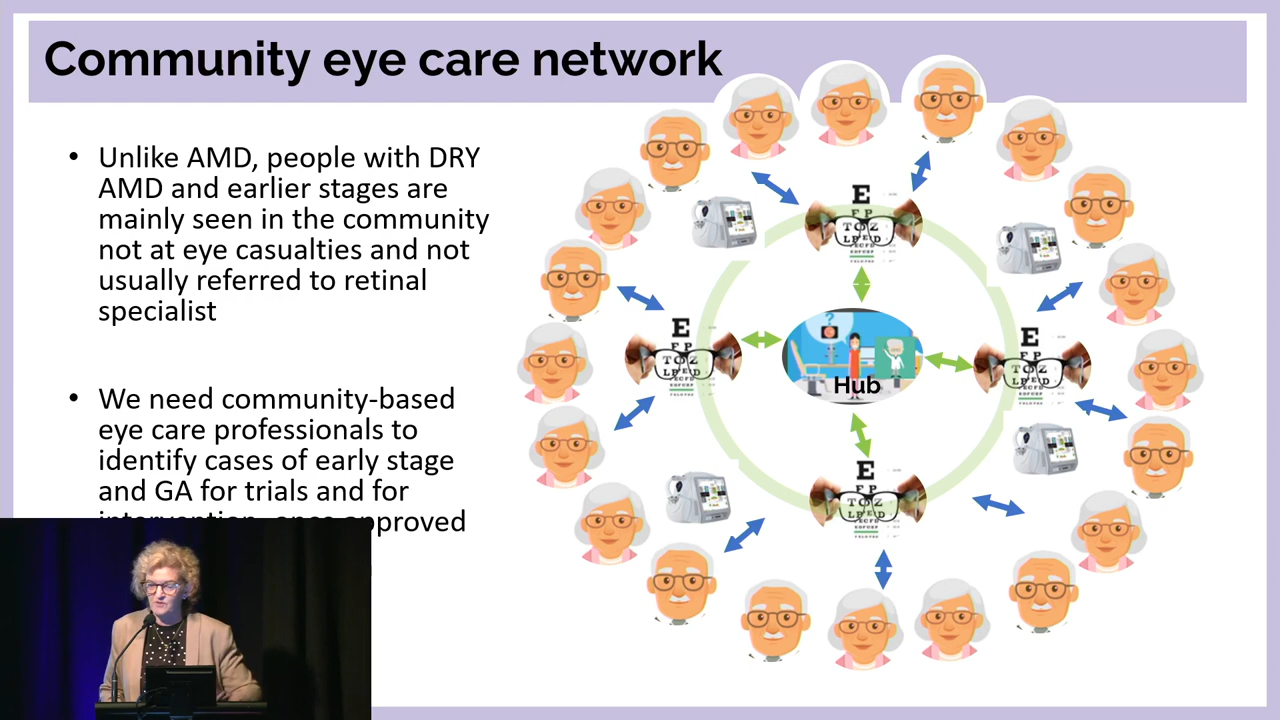 Community eye care network
• Unlike AMD, people with DRY
AMD and earlier stages are
mainly seen in the community
not at eye casualties and not
usually referred to retinal
specialist
• We need community-based
eye care professionals to
identify cases of early stage
and GA for trials and for
approved
E
F P
T O Z
L P E D
E
F P
T O Z
L P E D
?
Hub
E
F P
T O Z
L P E D
E
F P
T O Z
L P E D